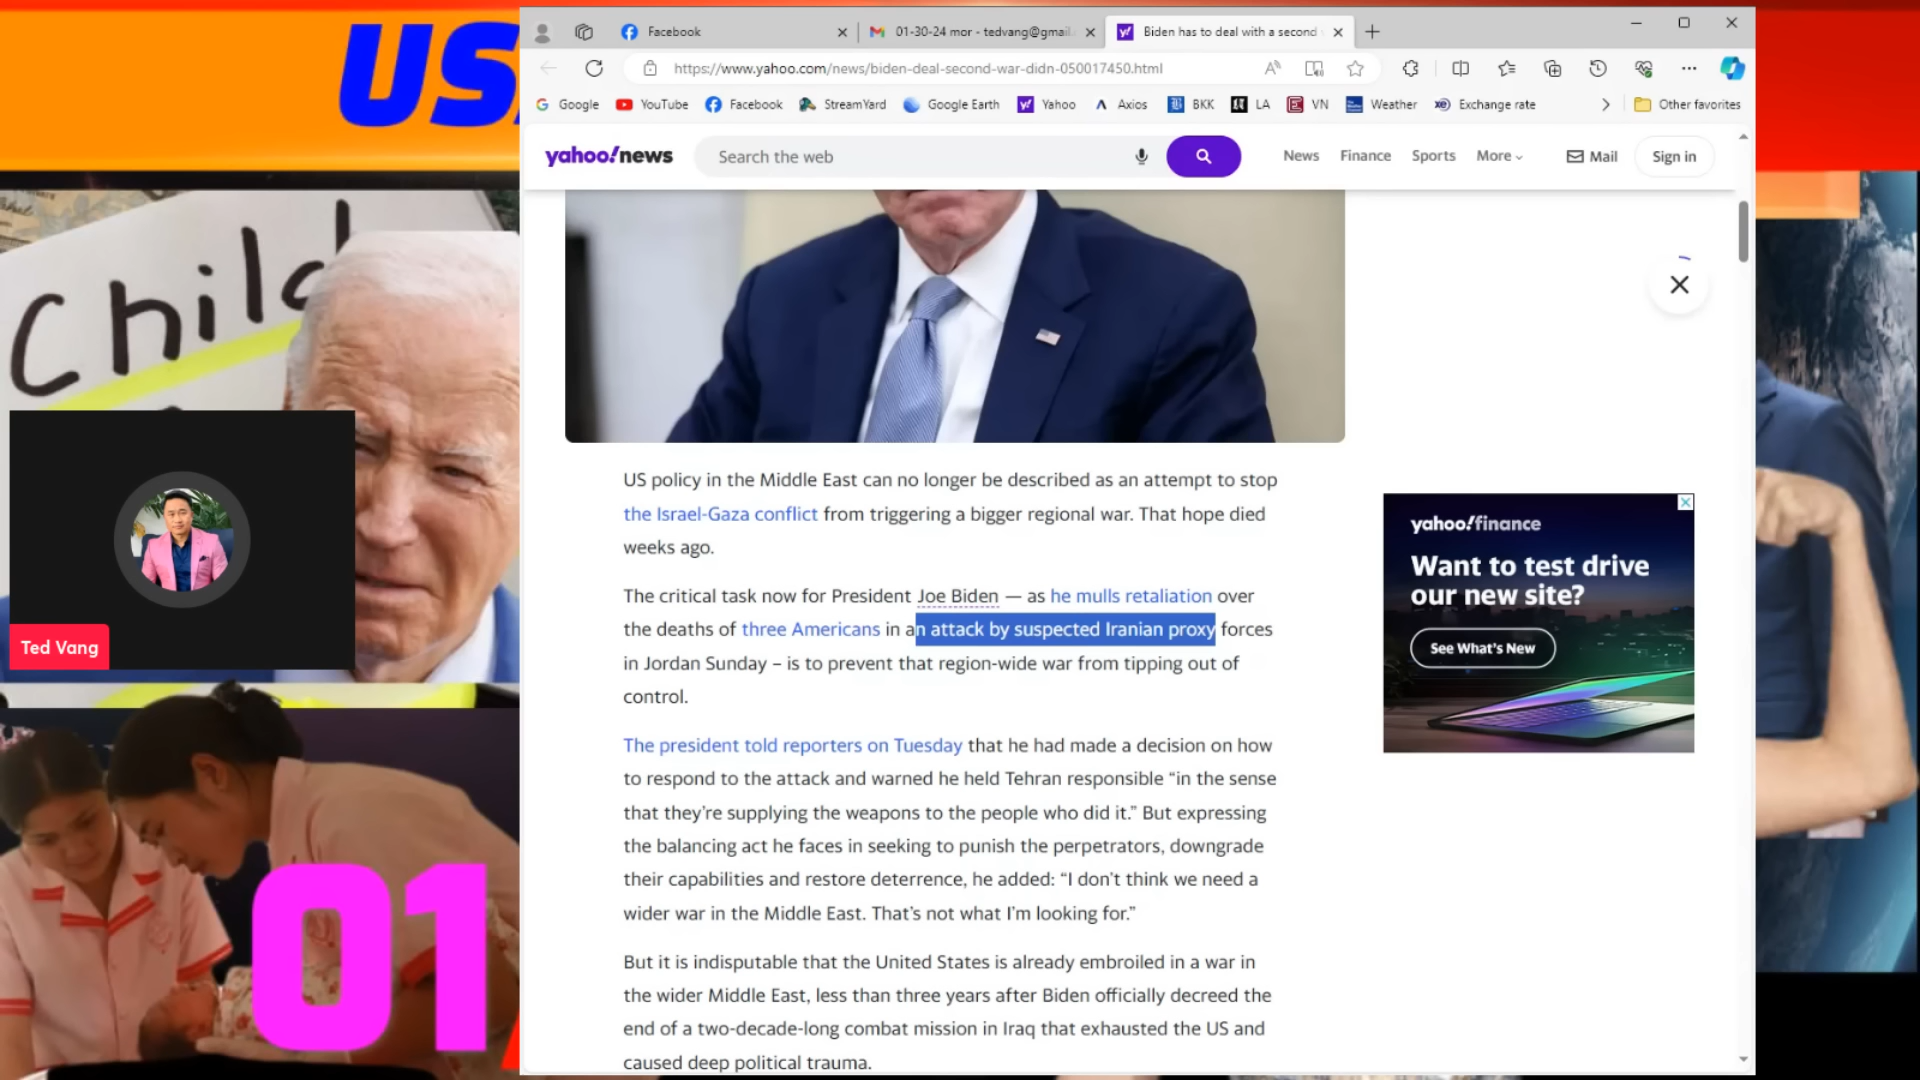 US
Facebook
01-30-24 mor - tedvang@gmail.
Biden has to deal with a second
https://www.yahoo.com/news/biden-deal-second-war-didn-050017450.html
Google
YouTube
Facebook
StreamYard
Google Earth
Yahoo
Axios
BKK
LA
VN
Weather
Exchange rate
Other favorites
yahoo!news
Search the web
News
Finance
Sports
More
Mail
Sign in
Child
US policy in the Middle East can no longer be described as an attempt to stop
the Israel-Gaza conflict from triggering a bigger regional war. That hope died
weeks ago.
The critical task now for President Joe Biden — as he mulls retaliation over
the deaths of three Americans in an attack by suspected Iranian proxy forces
in Jordan Sunday – is to prevent that region-wide war from tipping out of
control.
The president told reporters on Tuesday that he had made a decision on how
to respond to the attack and warned he held Tehran responsible “in the sense
that they’re supplying the weapons to the people who did it.” But expressing
the balancing act he faces in seeking to punish the perpetrators, downgrade
their capabilities and restore deterrence, he added: “I don’t think we need a
wider war in the Middle East. That’s not what I’m looking for.”
But it is indisputable that the United States is already embroiled in a war in
the wider Middle East, less than three years after Biden officially decreed the
end of a two-decade-long combat mission in Iraq that exhausted the US and
caused deep political trauma.
yahoo!finance
Want to test drive
our new site?
See What's New
Ted Vang
01